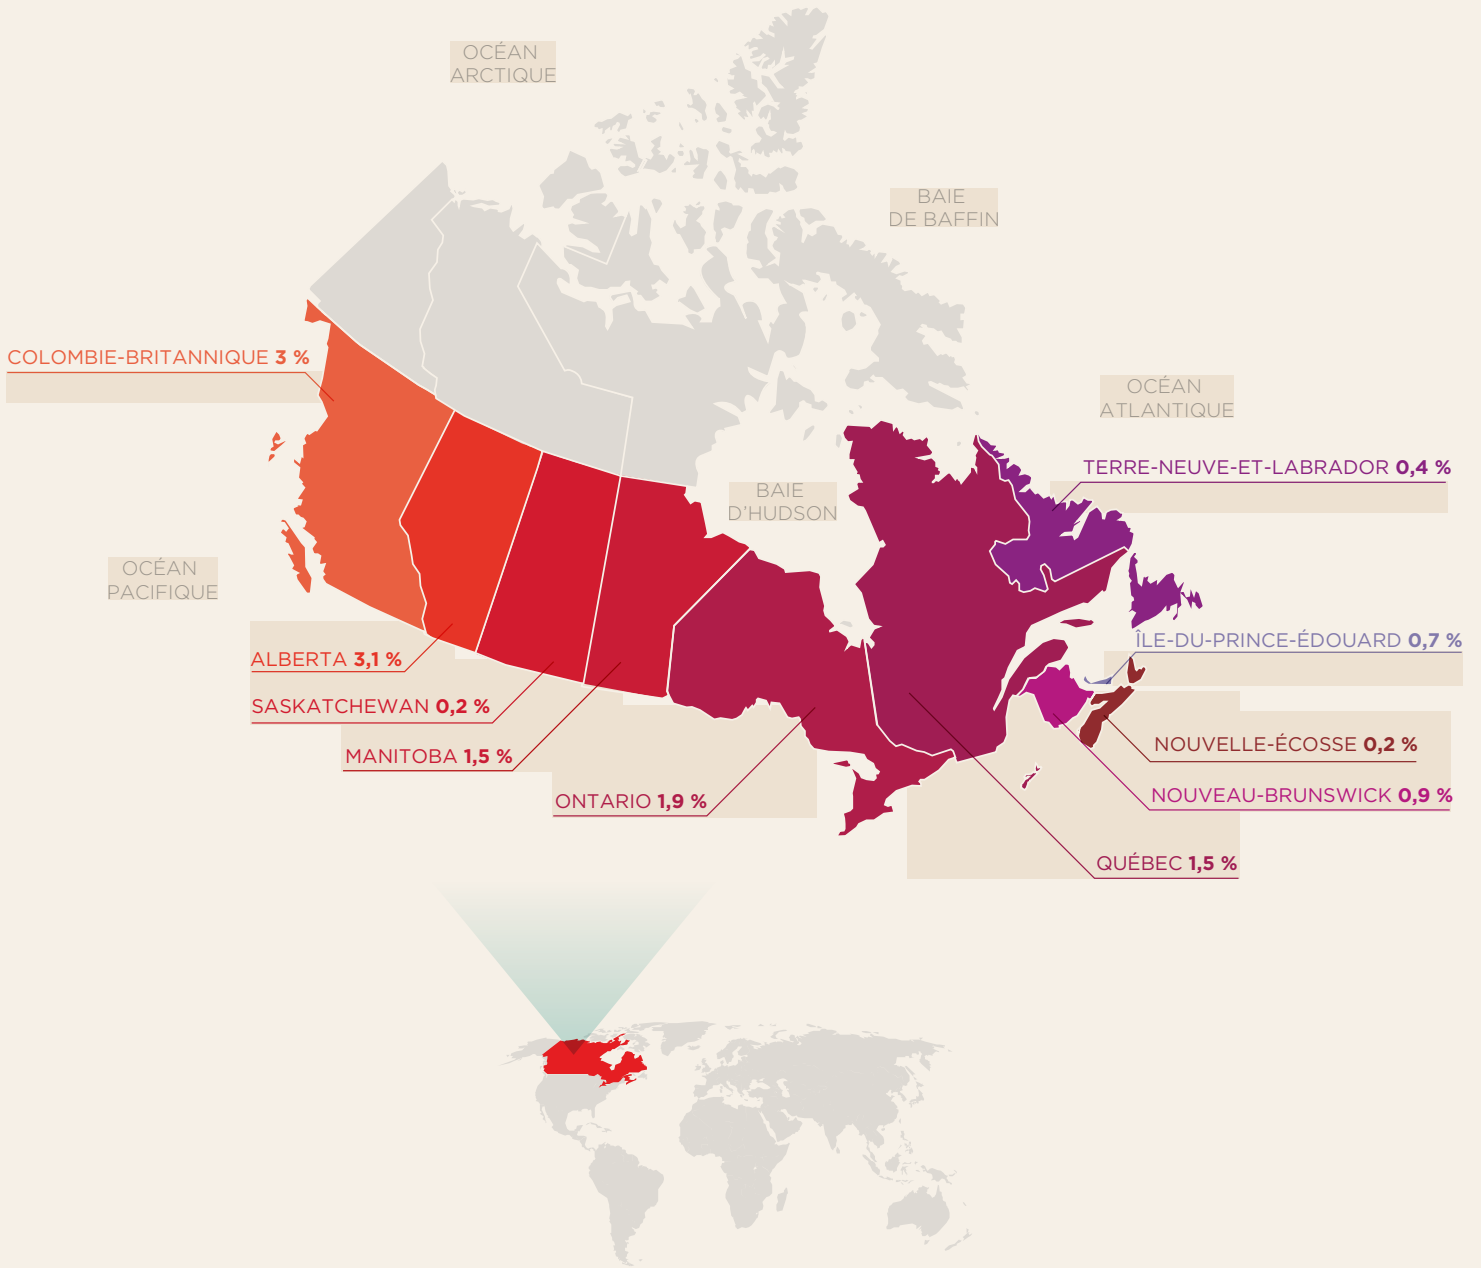 OCÉAN
ARCTIQUE
BAIE
DE BAFFIN
COLOMBIE-BRITANNIQUE 3 %
OCÉAN
ATLANTIQUE
TERRE-NEUVE-ET-LABRADOR 0,4 %
BAIE
D'HUDSON
OCÉAN
PACIFIQUE
ÎLE-DU-PRINCE-ÉDOUARD 0,7 %
ALBERTA 3,1 %
SASKATCHEWAN 0,2 %
NOUVELLE-ÉCOSSE 0,2 %
MANITOBA 1,5 %
NOUVEAU-BRUNSWICK 0,9 %
ONTARIO 1,9 %
QUÉBEC 1,5 %